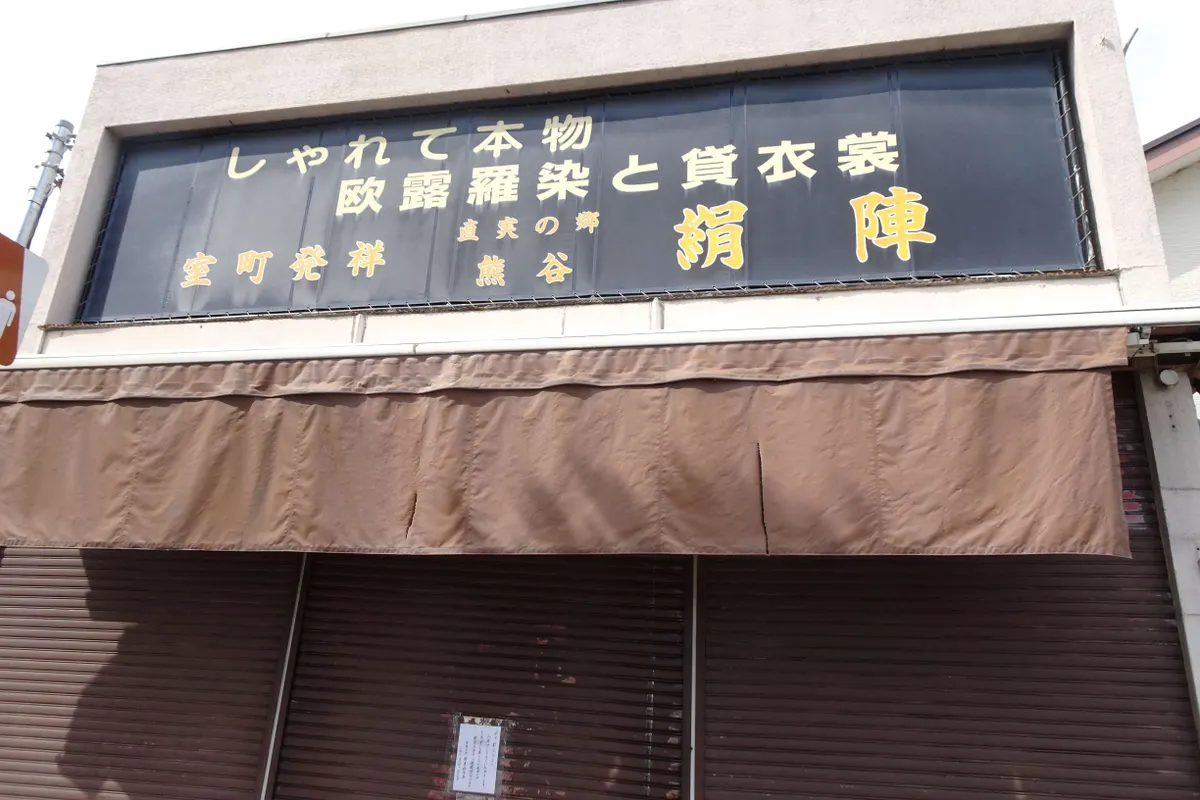 しゃれて本物
欧露羅染と貸衣裳
室町発祥
直実の郷
熊谷
絹陣